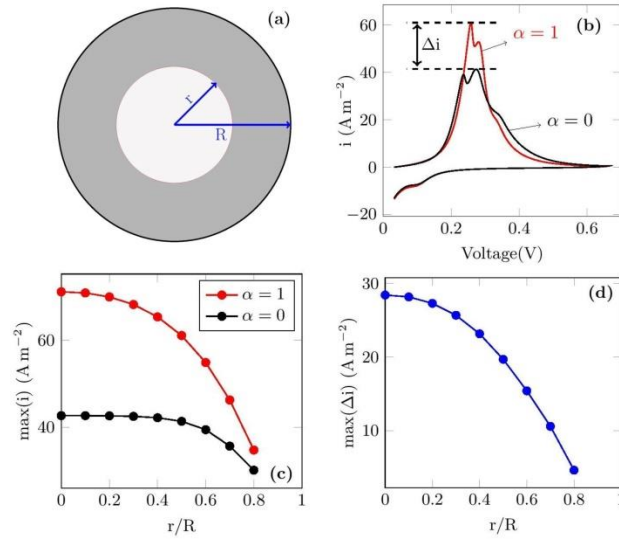 (a)
r
R
60
40
20
0
−20
i (A m⁻²)
0.2
0.4
0.6
Voltage(V)
(b)
Δi
α = 1
α = 0
60
40
max(i) (A m⁻²)
0
0.2
0.4
0.6
0.8
1
r/R
α = 1
α = 0
(c)
30
20
10
max(Δi) (A m⁻²)
0
0.2
0.4
0.6
0.8
1
r/R
(d)